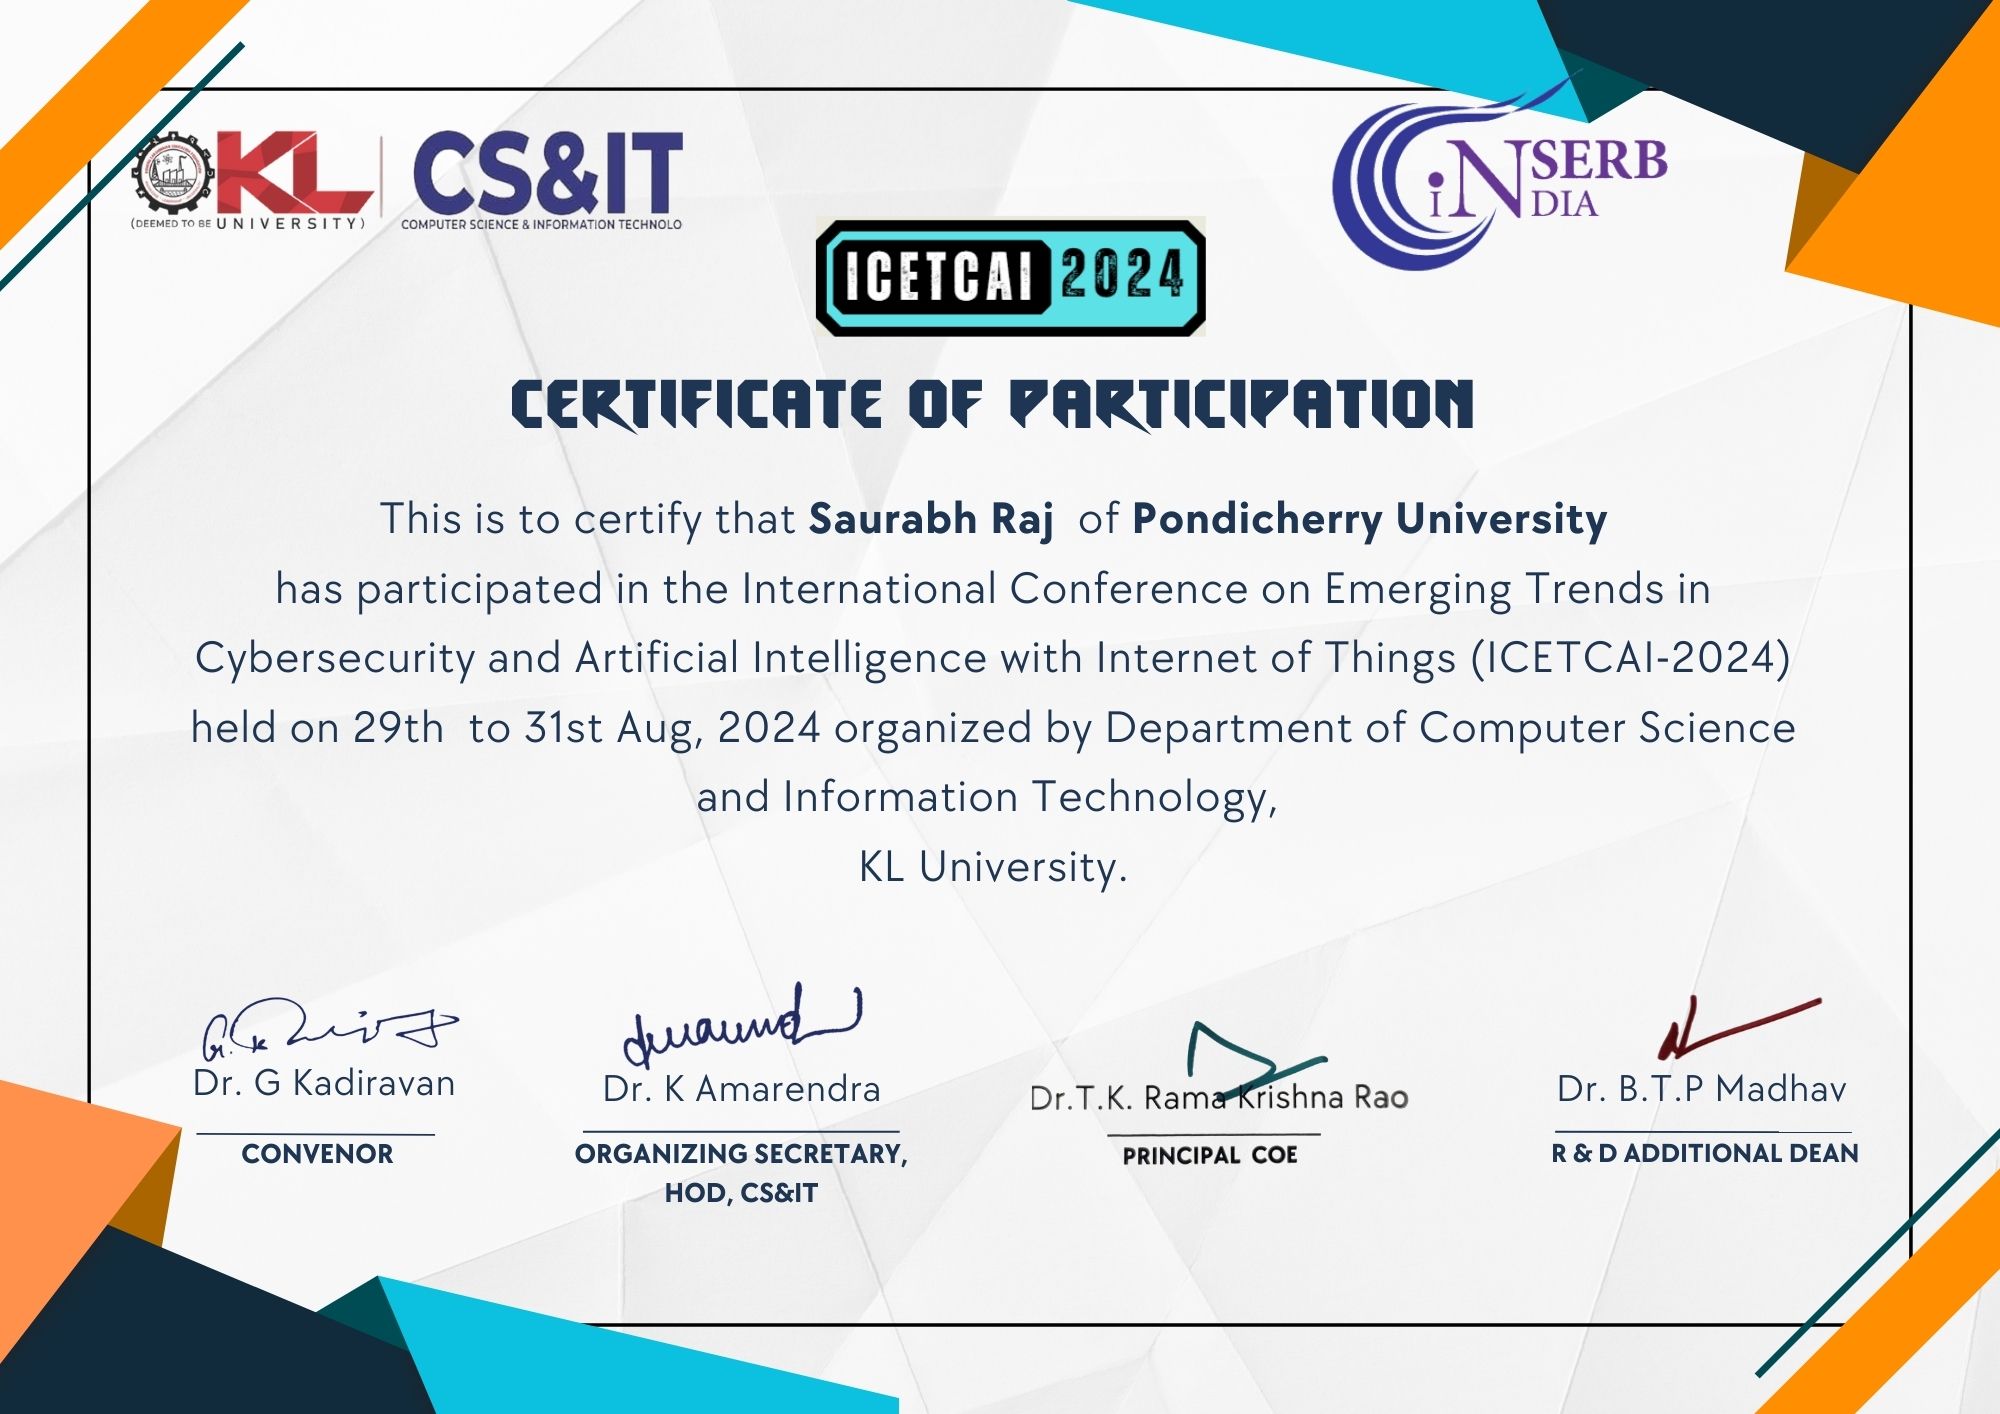 KL
(DEEMED TO BE UNIVERSITY)
CS&IT
COMPUTER SCIENCE & INFORMATION TECHNOLO
iNSERB
iNDIA
ICETCAI 2024
CERTIFICATE OF PARTICIPATION
This is to certify that Saurabh Raj of Pondicherry University
has participated in the International Conference on Emerging Trends in
Cybersecurity and Artificial Intelligence with Internet of Things (ICETCAI-2024)
held on 29th to 31st Aug, 2024 organized by Department of Computer Science
and Information Technology,
KL University.
Dr. G Kadiravan
CONVENOR
Dr. K Amarendra
ORGANIZING SECRETARY,
HOD, CS&IT
Dr.T.K. Rama Krishna Rao
PRINCIPAL COE
Dr. B.T.P Madhav
R & D ADDITIONAL DEAN